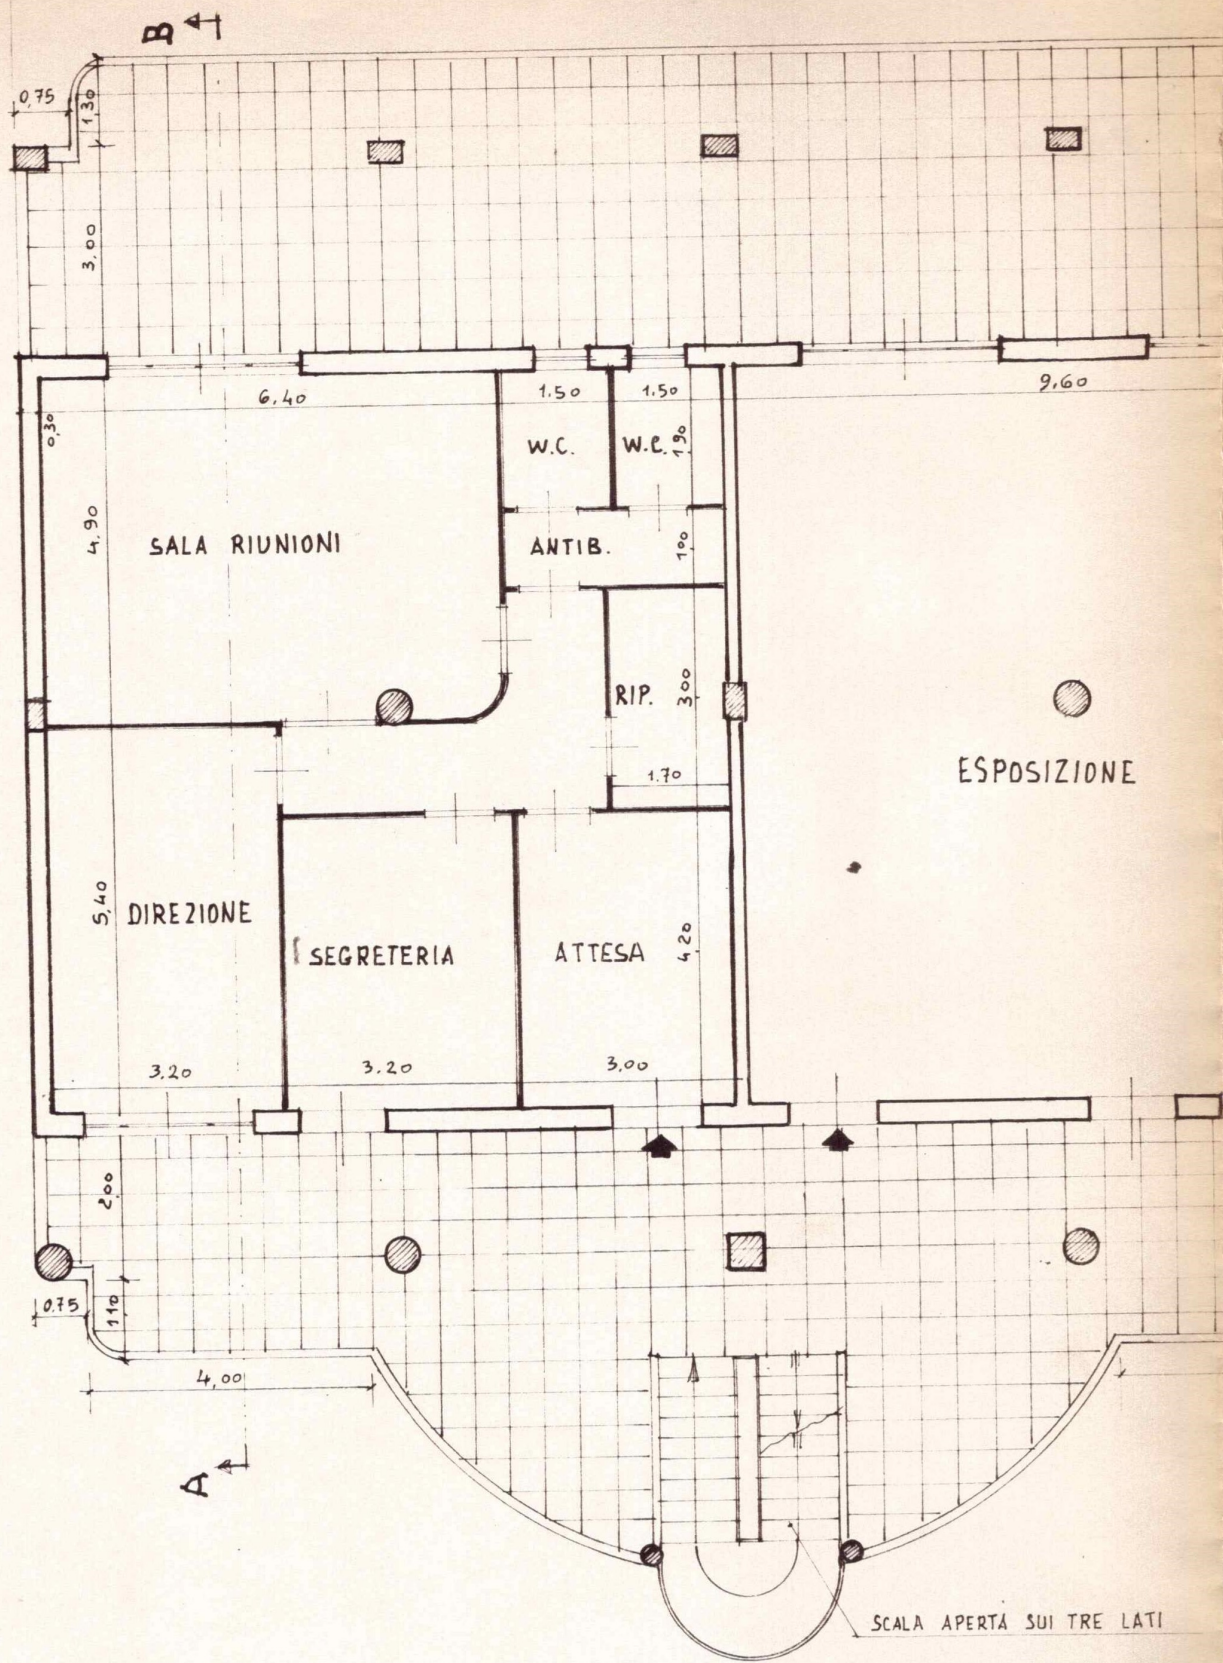 B
0,75
1,30
3,00
6,40
1.50
1.50
9,60
0,30
W.C.
W.C.
1,90
4,90
SALA RIUNIONI
ANTIB.
1,00
RIP.
3,00
1.70
ESPOSIZIONE
5,40
DIREZIONE
SEGRETERIA
ATTESA
4,20
3,20
3,20
3,00
2,00
0,75
1,10
4,00
A
SCALA APERTA SUI TRE LATI